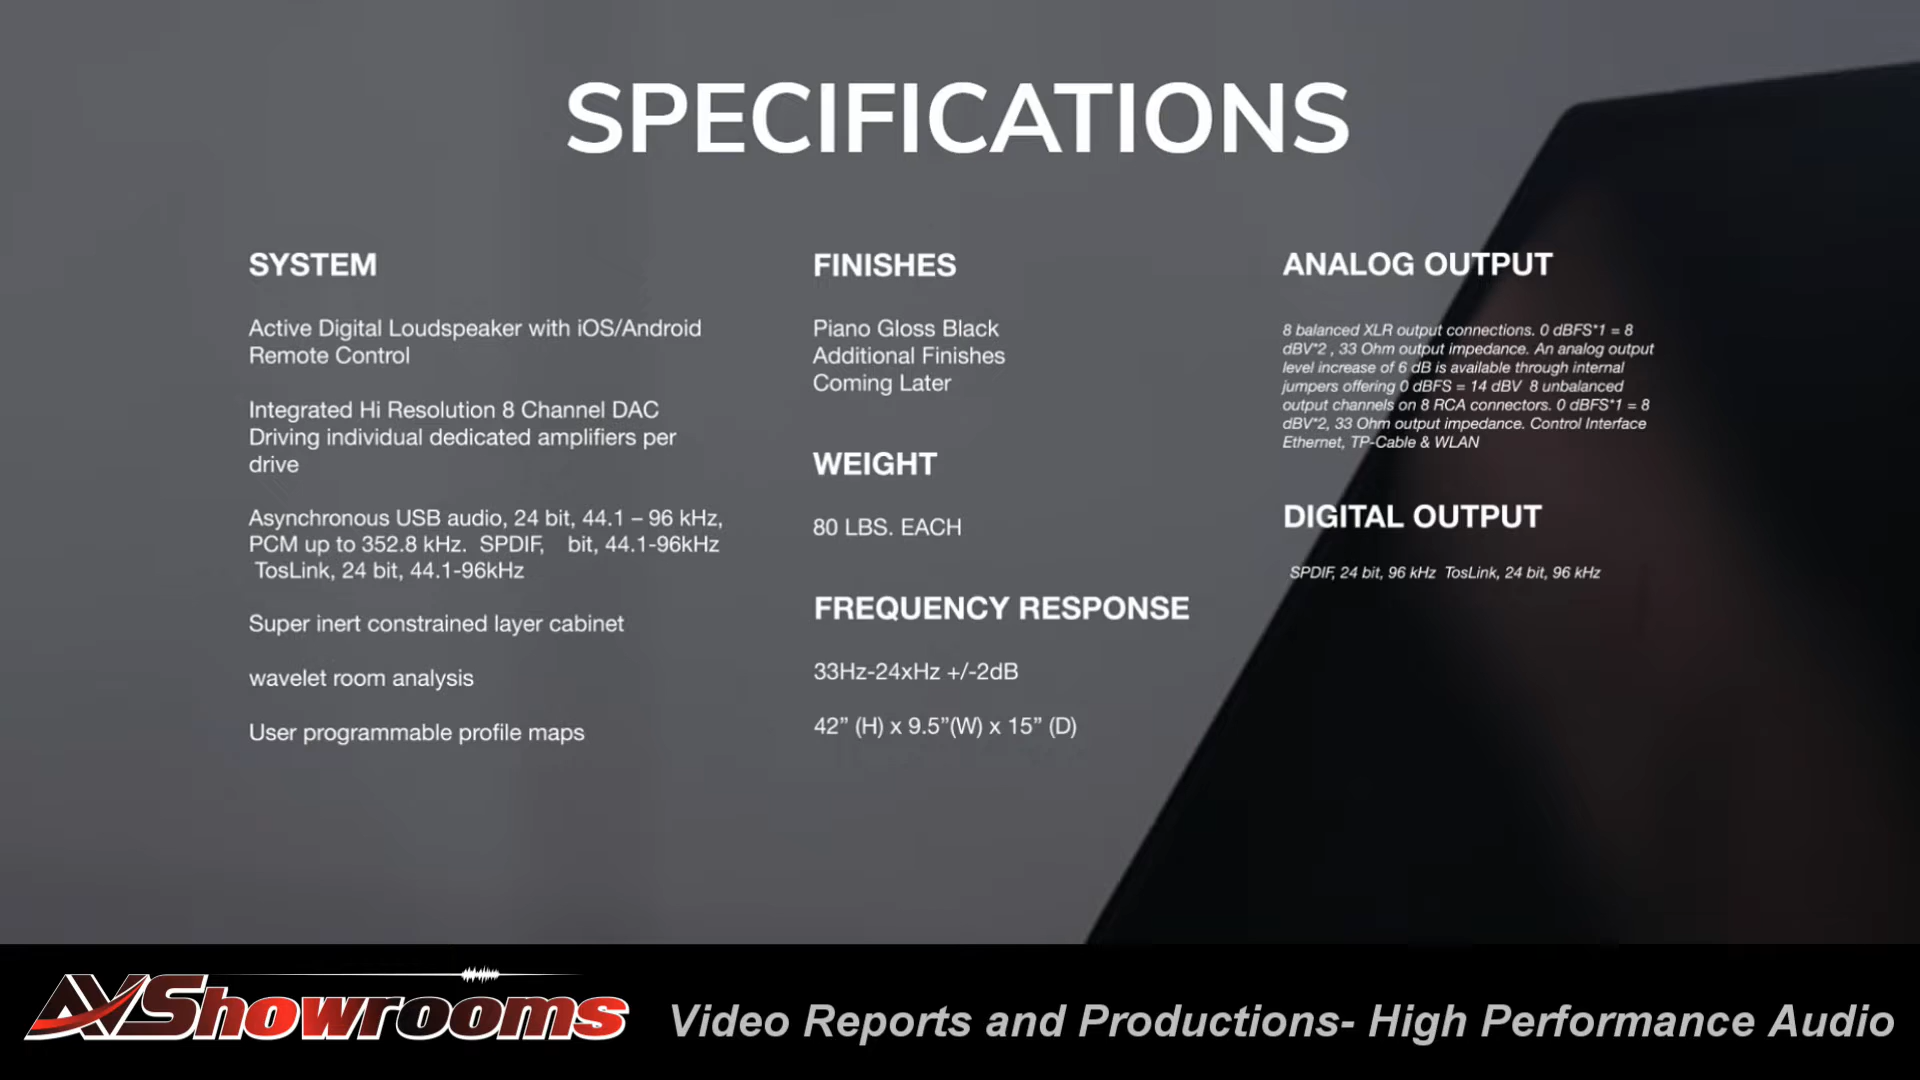 SPECIFICATIONS
SYSTEM
Active Digital Loudspeaker with iOS/Android
Remote Control
Integrated Hi Resolution 8 Channel DAC
Driving individual dedicated amplifiers per
drive
Asynchronous USB audio, 24 bit, 44.1 – 96 kHz,
PCM up to 352.8 kHz. SPDIF, bit, 44.1-96kHz
TosLink, 24 bit, 44.1-96kHz
Super inert constrained layer cabinet
wavelet room analysis
User programmable profile maps
FINISHES
Piano Gloss Black
Additional Finishes
Coming Later
WEIGHT
80 LBS. EACH
FREQUENCY RESPONSE
33Hz-24xHz +/-2dB
42” (H) x 9.5”(W) x 15” (D)
ANALOG OUTPUT
8 balanced XLR output connections. 0 dBFS*1 = 8
dBV*2 , 33 Ohm output impedance. An analog output
level increase of 6 dB is available through internal
jumpers offering 0 dBFS = 14 dBV 8 unbalanced
output channels on 8 RCA connectors. 0 dBFS*1 = 8
dBV*2, 33 Ohm output impedance. Control Interface
Ethernet, TP-Cable & WLAN
DIGITAL OUTPUT
SPDIF, 24 bit, 96 kHz TosLink, 24 bit, 96 kHz
AVShowrooms
Video Reports and Productions- High Performance Audio